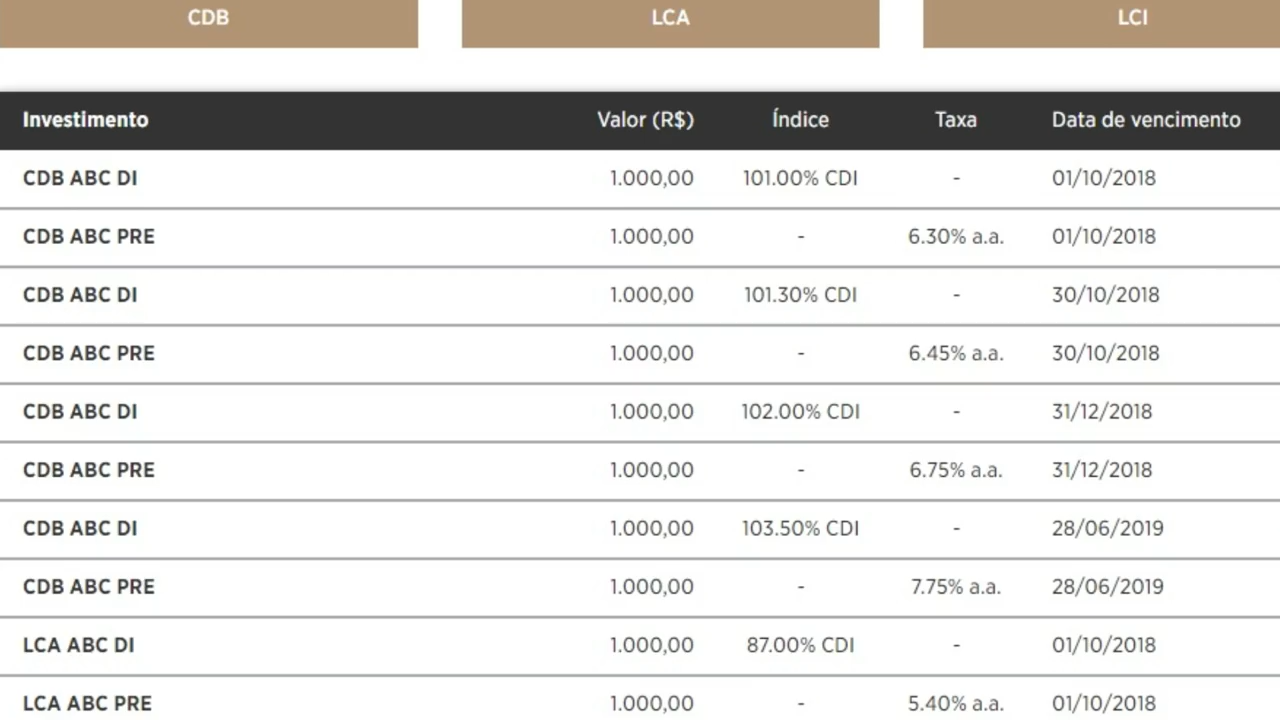 CDB LCA LCI
Investimento Valor (R$) Índice Taxa Data de vencimento
CDB ABC DI 1.000,00 101.00% CDI - 01/10/2018
CDB ABC PRE 1.000,00 - 6.30% a.a. 01/10/2018
CDB ABC DI 1.000,00 101.30% CDI - 30/10/2018
CDB ABC PRE 1.000,00 - 6.45% a.a. 30/10/2018
CDB ABC DI 1.000,00 102.00% CDI - 31/12/2018
CDB ABC PRE 1.000,00 - 6.75% a.a. 31/12/2018
CDB ABC DI 1.000,00 103.50% CDI - 28/06/2019
CDB ABC PRE 1.000,00 - 7.75% a.a. 28/06/2019
LCA ABC DI 1.000,00 87.00% CDI - 01/10/2018
LCA ABC PRE 1.000,00 - 5.40% a.a. 01/10/2018